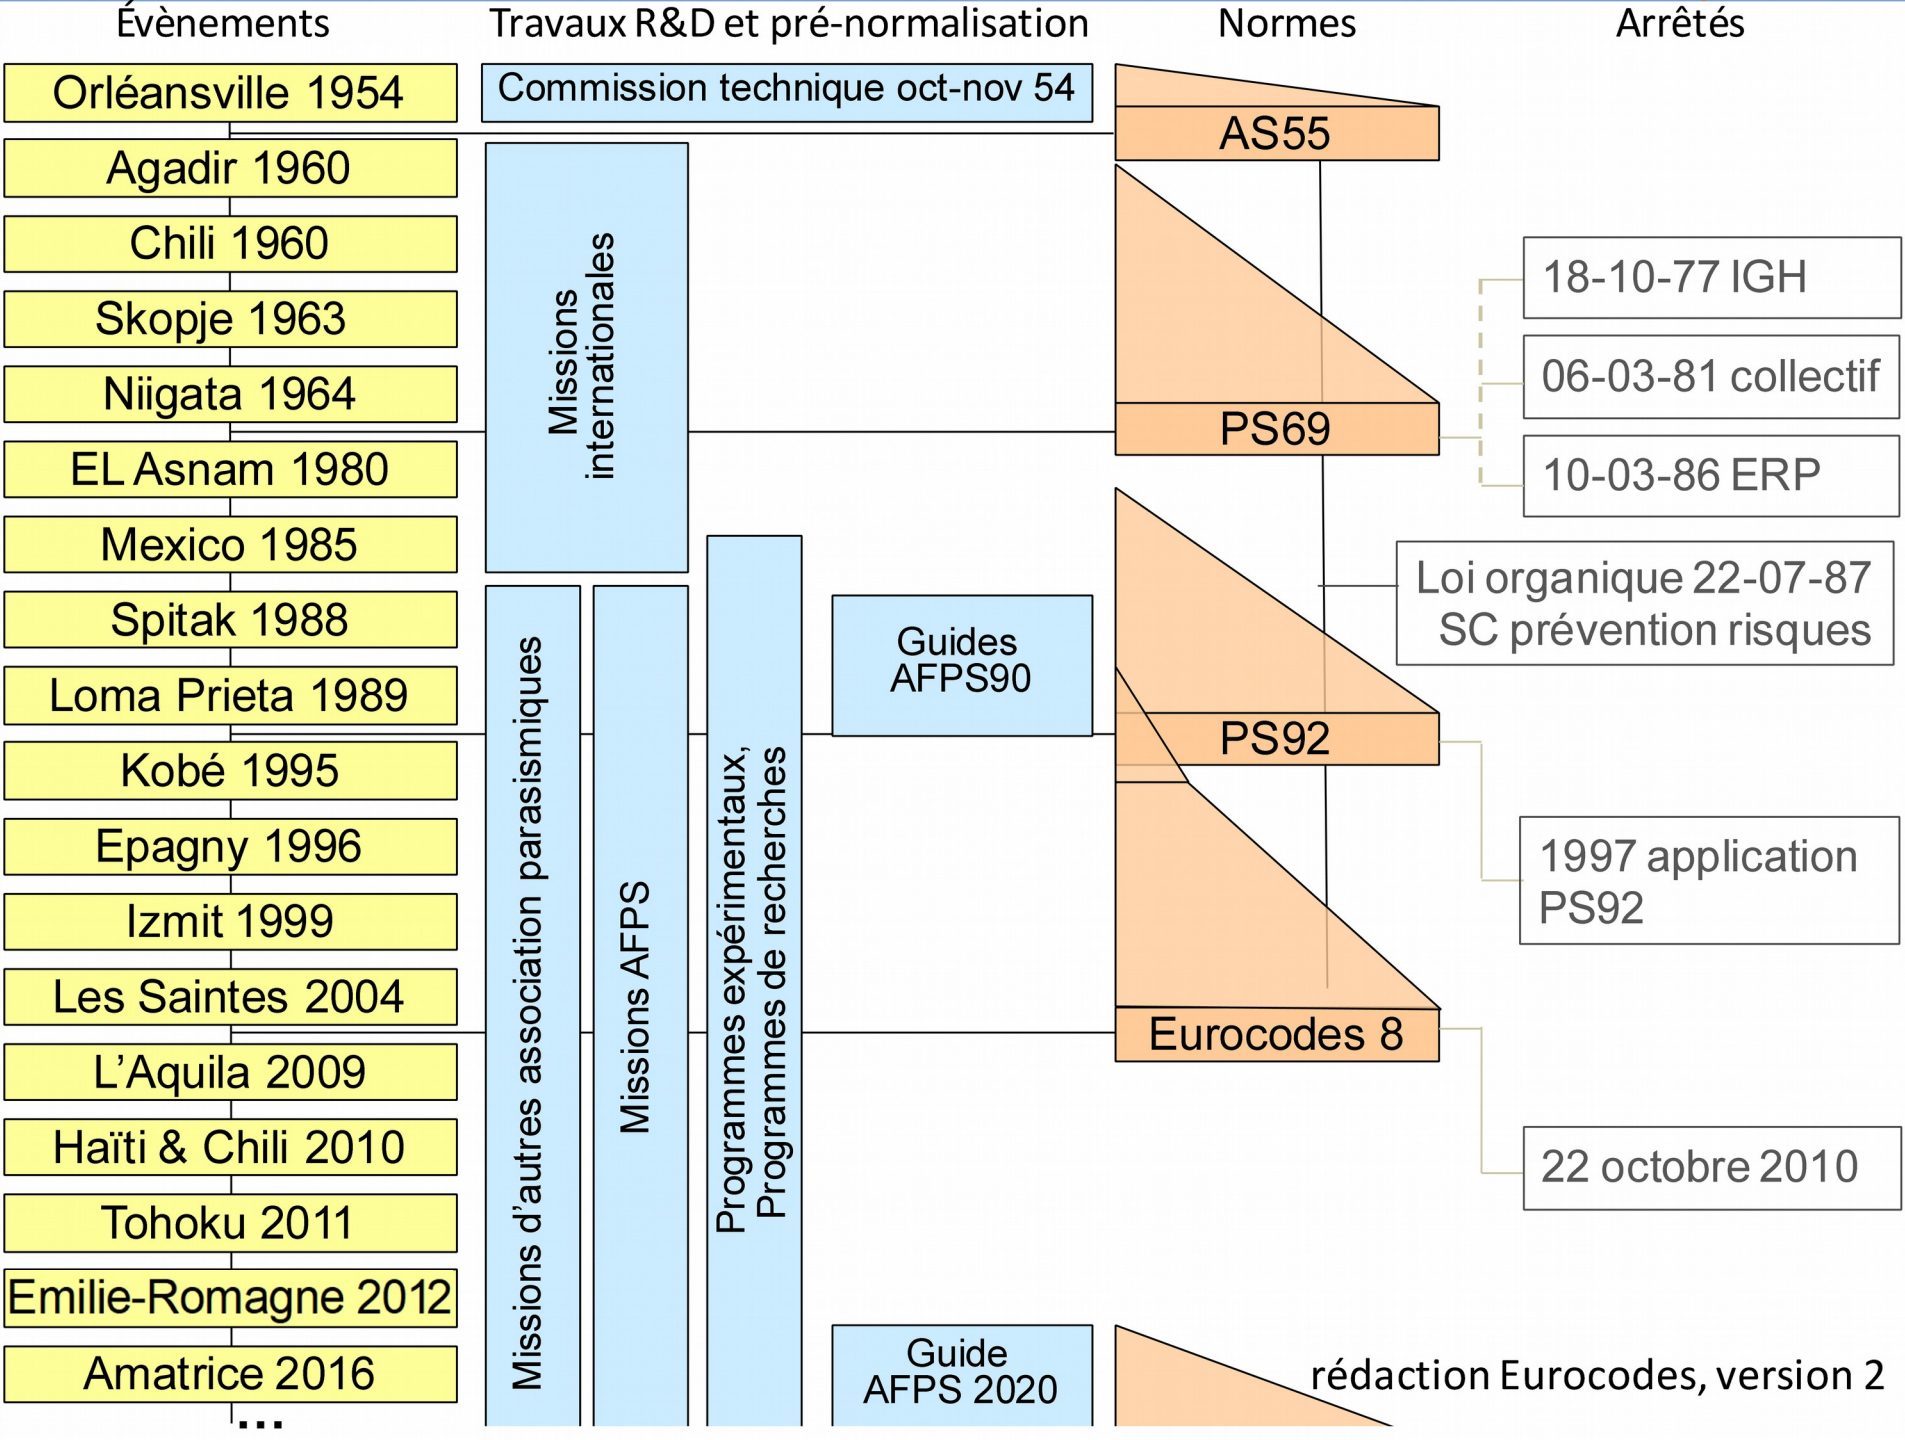 Évènements
Travaux R&D et pré-normalisation
Normes
Arrêtés
Orléansville 1954
Agadir 1960
Chili 1960
Skopje 1963
Niigata 1964
EL Asnam 1980
Mexico 1985
Spitak 1988
Loma Prieta 1989
Kobé 1995
Epagny 1996
Izmit 1999
Les Saintes 2004
L’Aquila 2009
Haïti & Chili 2010
Tohoku 2011
Emilie-Romagne 2012
Amatrice 2016
...
Commission technique oct-nov 54
Missions
internationales
Missions d’autres association parasismiques
Missions AFPS
Programmes expérimentaux,
Programmes de recherches
Guides
AFPS90
Guide
AFPS 2020
AS55
PS69
PS92
Eurocodes 8
rédaction Eurocodes, version 2
18-10-77 IGH
06-03-81 collectif
10-03-86 ERP
Loi organique 22-07-87
SC prévention risques
1997 application
PS92
22 octobre 2010